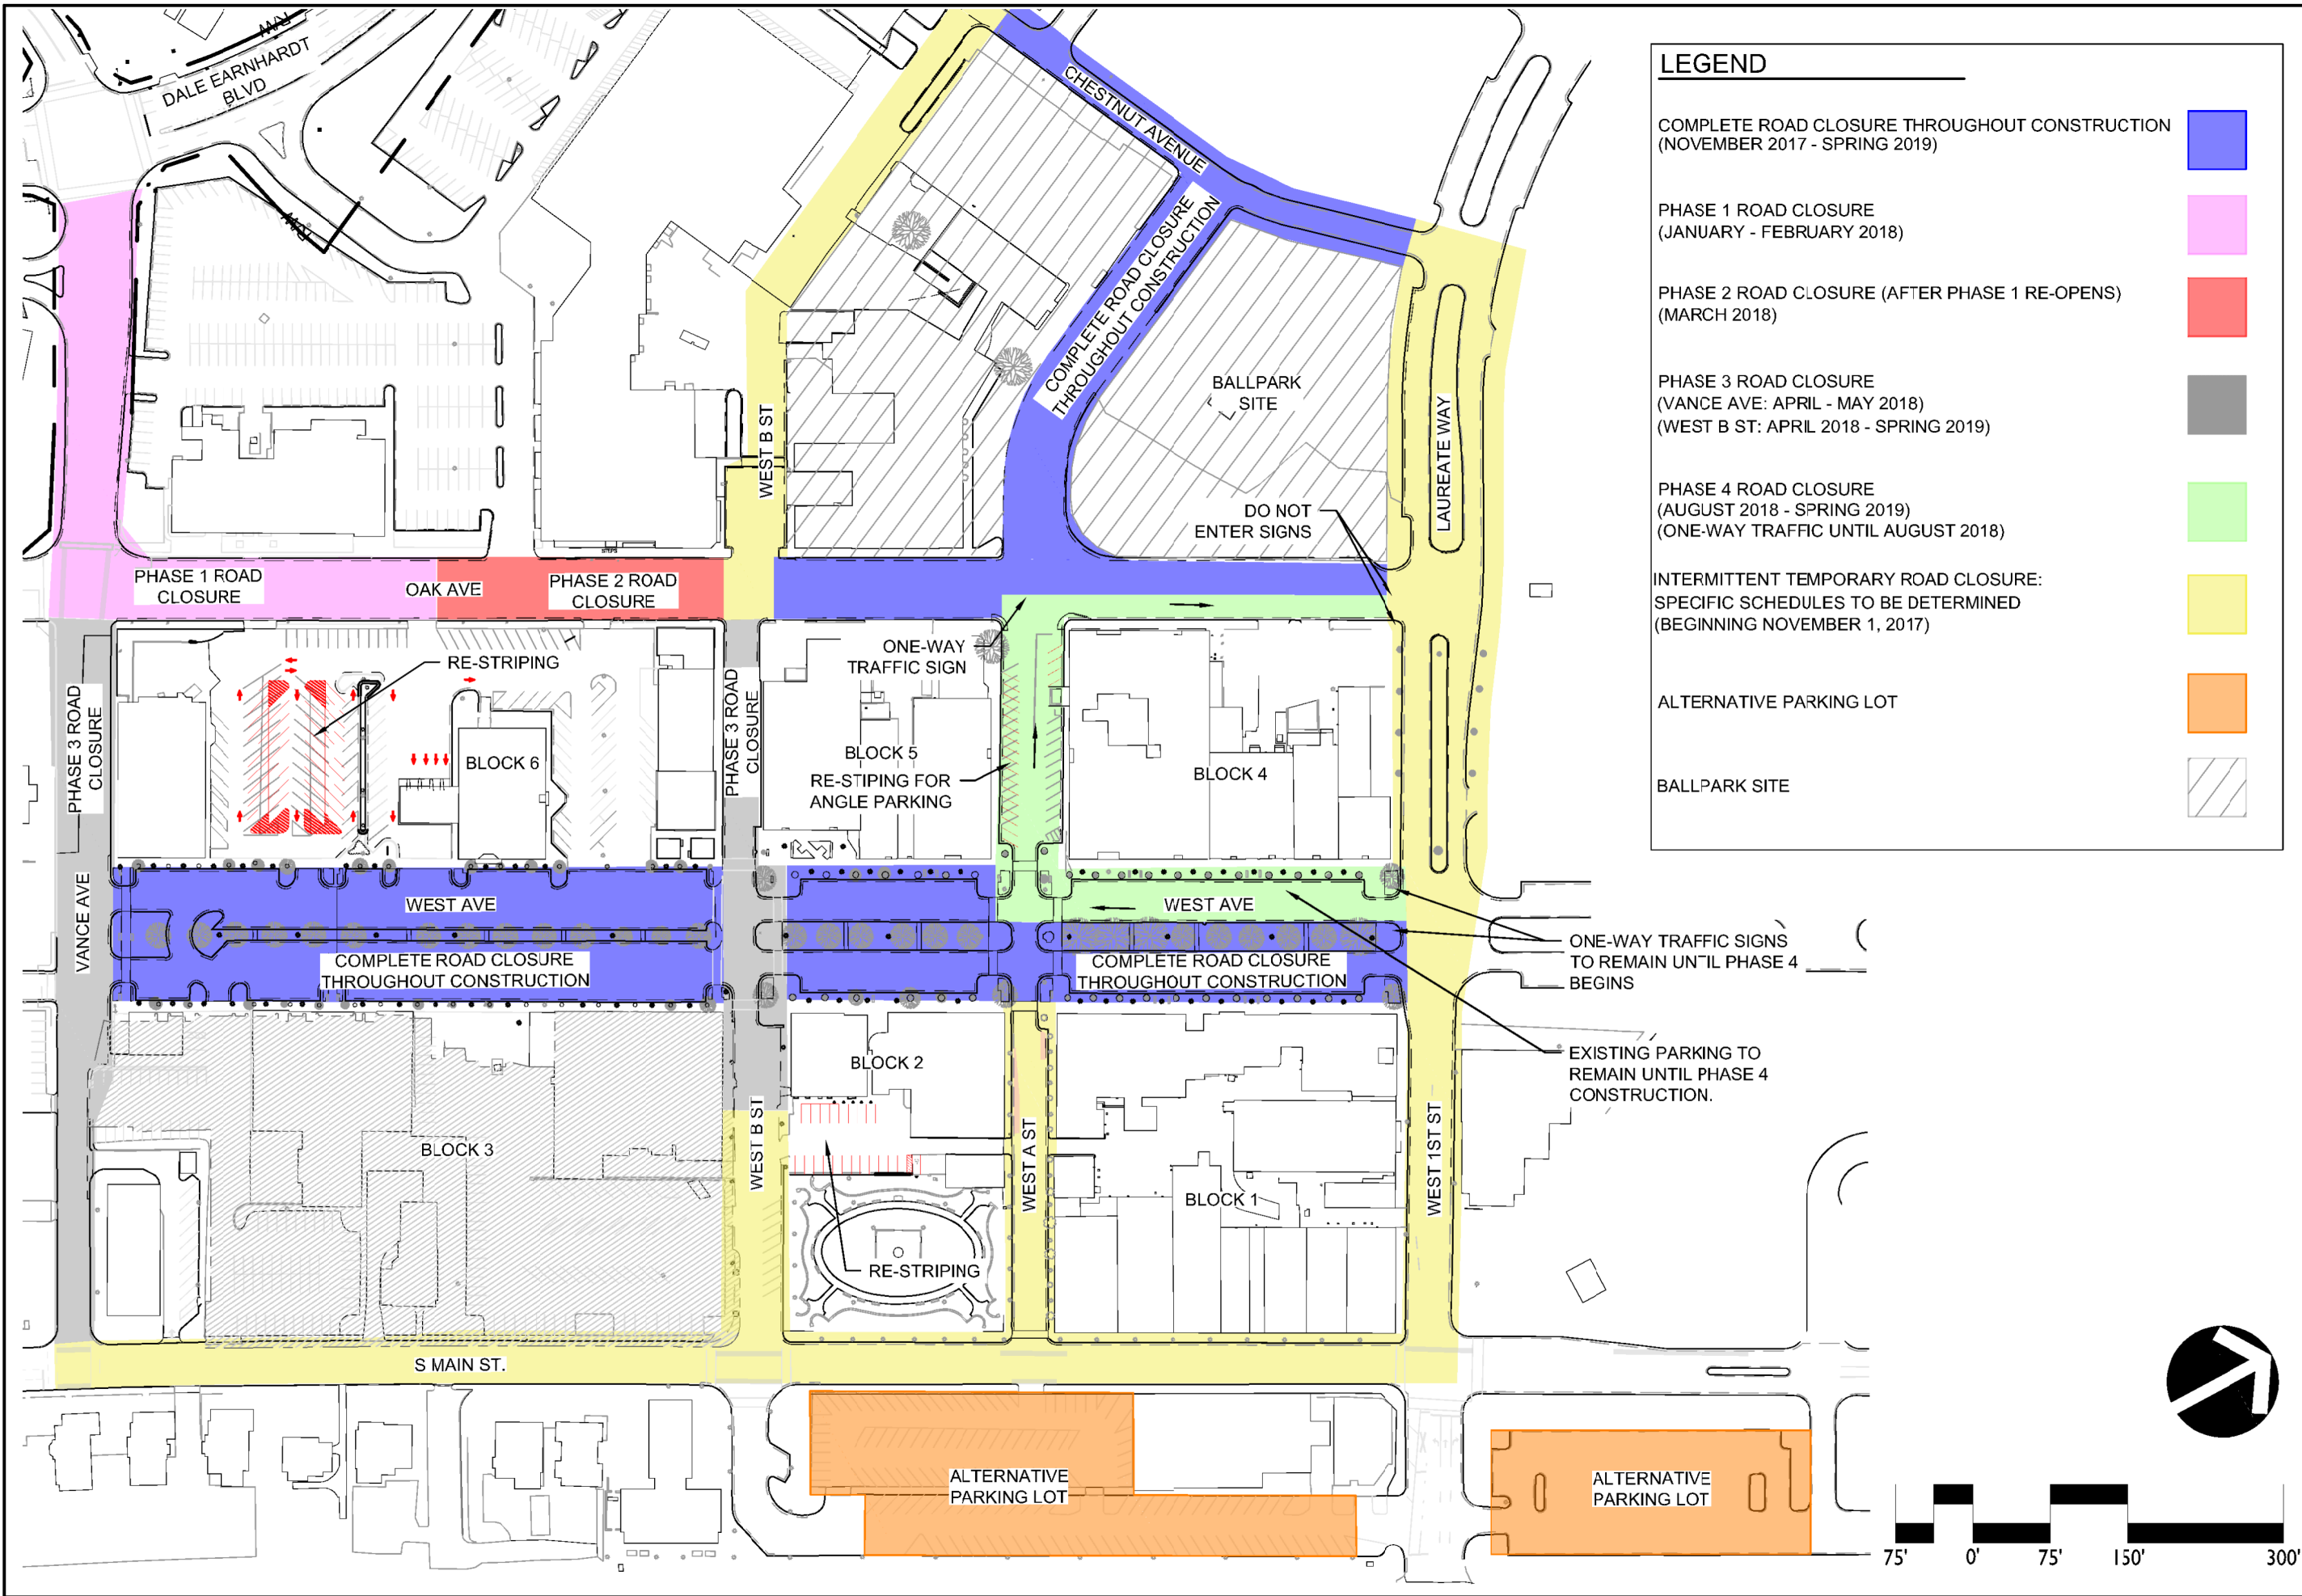 LEGEND
COMPLETE ROAD CLOSURE THROUGHOUT CONSTRUCTION
(NOVEMBER 2017 - SPRING 2019)
PHASE 1 ROAD CLOSURE
(JANUARY - FEBRUARY 2018)
PHASE 2 ROAD CLOSURE (AFTER PHASE 1 RE-OPENS)
(MARCH 2018)
PHASE 3 ROAD CLOSURE
(VANCE AVE: APRIL - MAY 2018)
(WEST B ST: APRIL 2018 - SPRING 2019)
PHASE 4 ROAD CLOSURE
(AUGUST 2018 - SPRING 2019)
(ONE-WAY TRAFFIC UNTIL AUGUST 2018)
INTERMITTENT TEMPORARY ROAD CLOSURE:
SPECIFIC SCHEDULES TO BE DETERMINED
(BEGINNING NOVEMBER 1, 2017)
ALTERNATIVE PARKING LOT
BALLPARK SITE
DALE EARNHARDT
BLVD
CHESTNUT AVENUE
COMPLETE ROAD CLOSURE
THROUGHOUT CONSTRUCTION
BALLPARK
SITE
LAUREATE WAY
WEST B ST
DO NOT
ENTER SIGNS
PHASE 1 ROAD
CLOSURE
OAK AVE
PHASE 2 ROAD
CLOSURE
STEPS
RE-STRIPING
ONE-WAY
TRAFFIC SIGN
PHASE 3 ROAD
CLOSURE
PHASE 3 ROAD
CLOSURE
BLOCK 6
BLOCK 5
RE-STIPING FOR
ANGLE PARKING
BLOCK 4
VANCE AVE
WEST AVE
WEST AVE
COMPLETE ROAD CLOSURE
THROUGHOUT CONSTRUCTION
COMPLETE ROAD CLOSURE
THROUGHOUT CONSTRUCTION
ONE-WAY TRAFFIC SIGNS
TO REMAIN UNTIL PHASE 4
BEGINS
EXISTING PARKING TO
REMAIN UNTIL PHASE 4
CONSTRUCTION.
BLOCK 2
BLOCK 3
WEST B ST
WEST A ST
BLOCK 1
WEST 1ST ST
RE-STRIPING
S MAIN ST.
ALTERNATIVE
PARKING LOT
ALTERNATIVE
PARKING LOT
75' 0' 75' 150' 300'